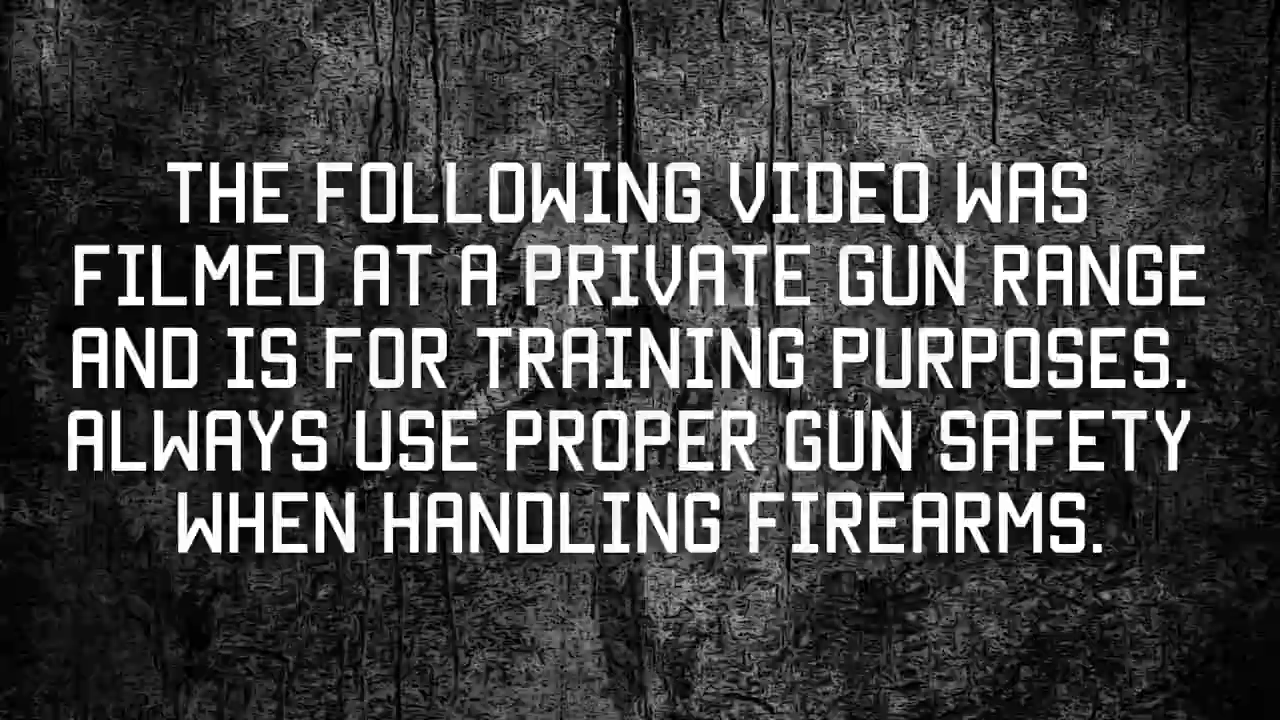 THE FOLLOWING VIDEO WAS
FILMED AT A PRIVATE GUN RANGE
AND IS FOR TRAINING PURPOSES.
ALWAYS USE PROPER GUN SAFETY
WHEN HANDLING FIREARMS.